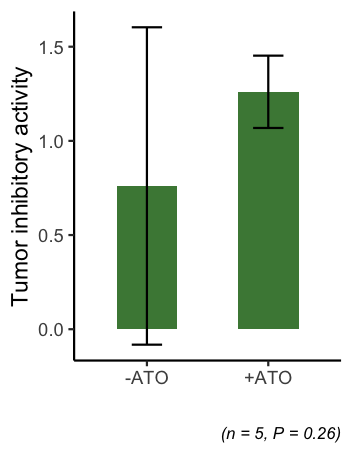 Tumor inhibitory activity
1.5
1.0
0.5
0.0
-ATO
+ATO
(n = 5, P = 0.26)